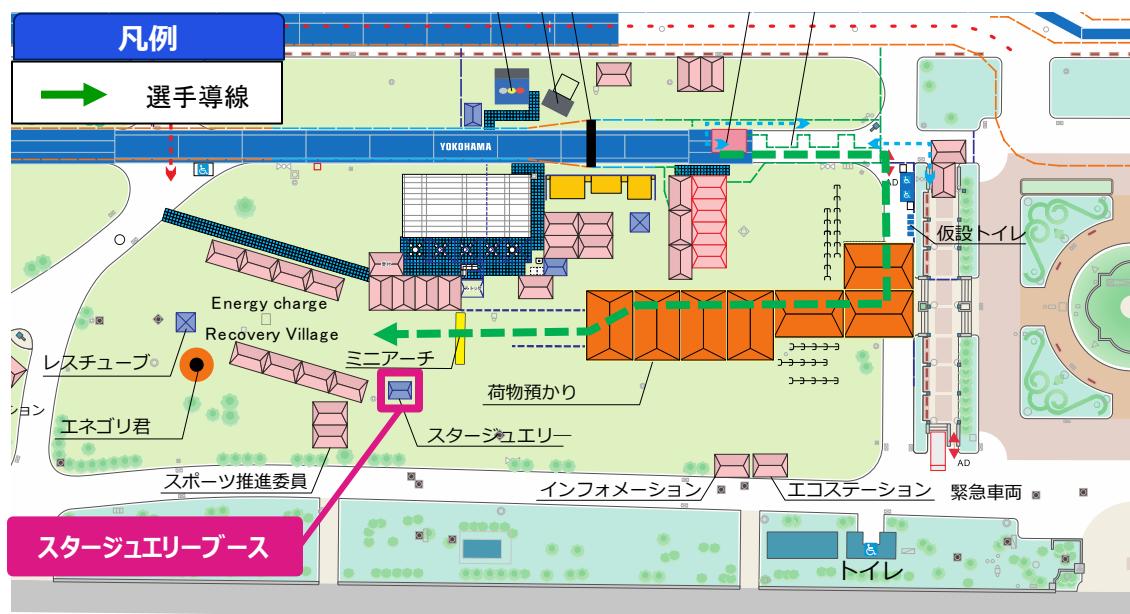 凡例
選手導線
YOKOHAMA
AD
仮設トイレ
Energy charge
Recovery Village
レスチューブ
ミニアーチ
荷物預かり
エネゴリ君
スタージュエリー
ション
スポーツ推進委員
インフォメーション
エコステーション
緊急車両
AD
スタージュエリーブース
トイレ